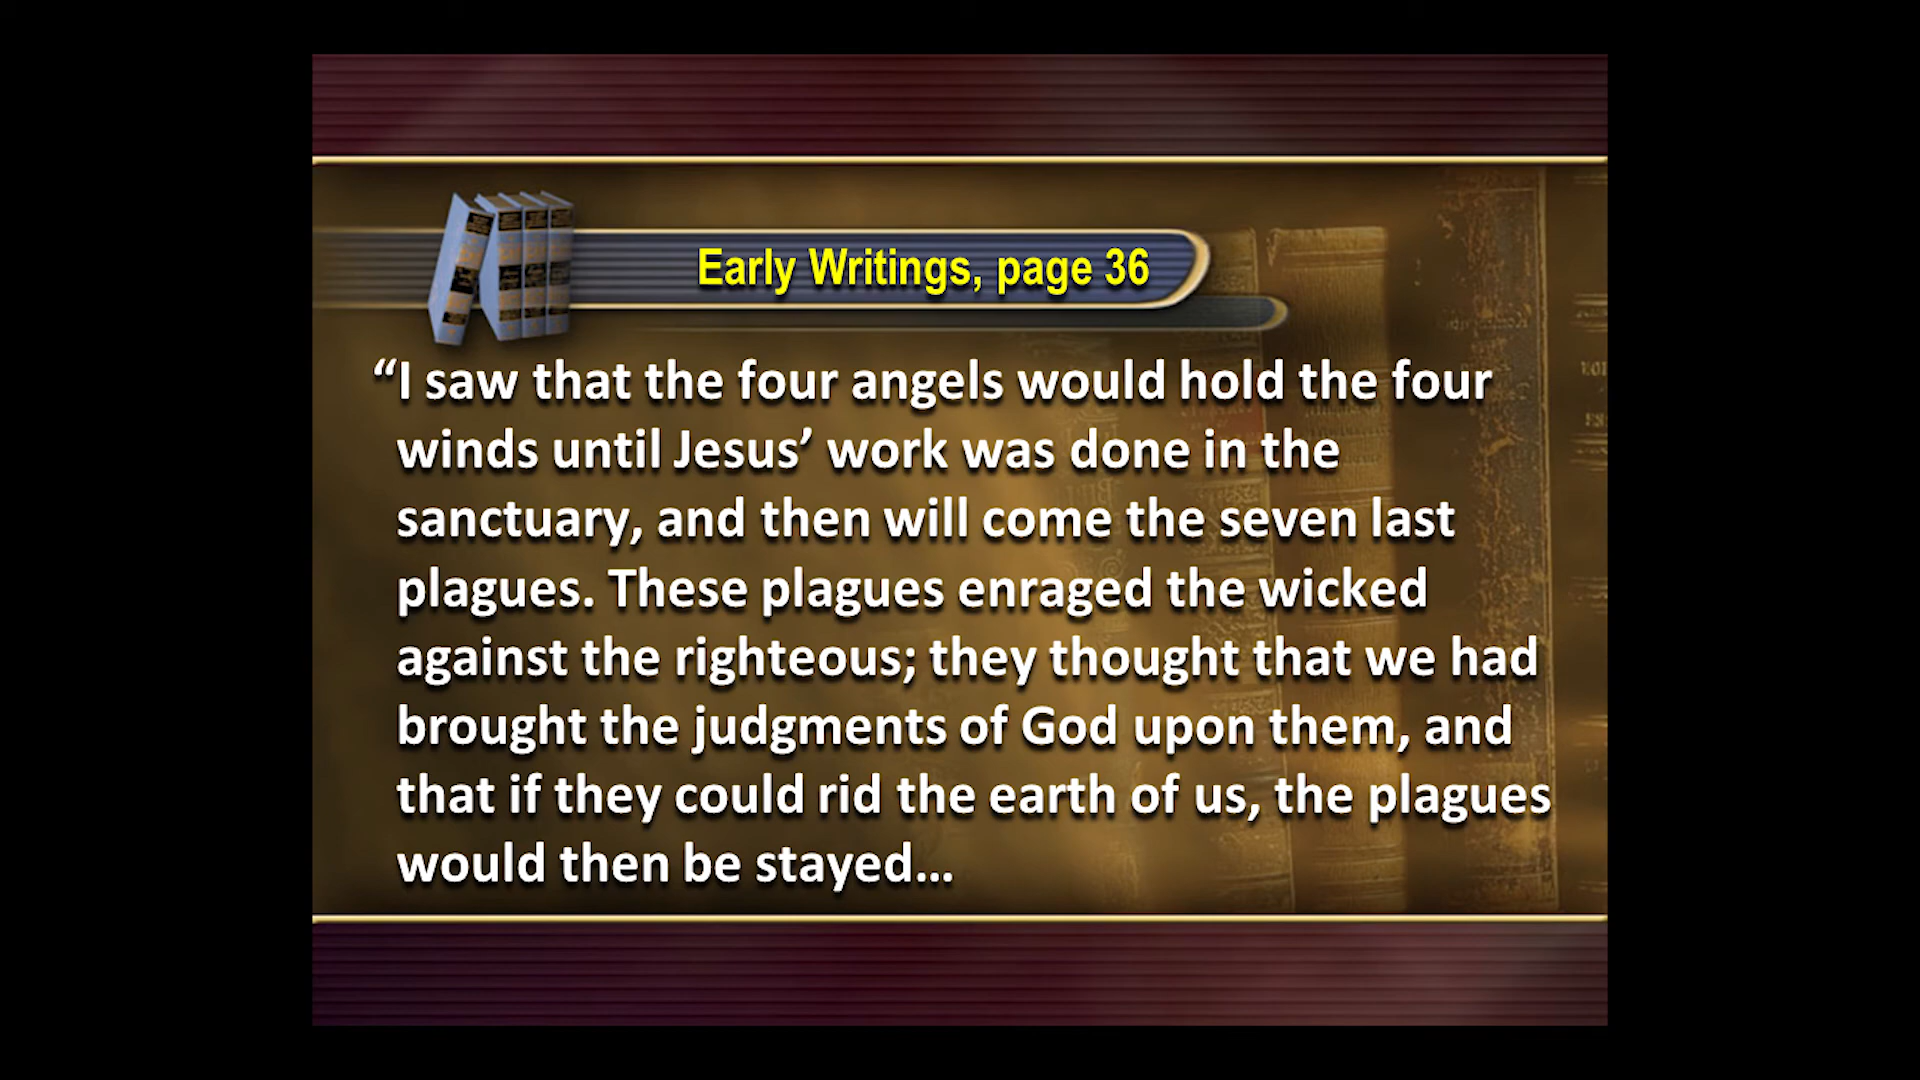 Early Writings, page 36
“I saw that the four angels would hold the four
winds until Jesus’ work was done in the
sanctuary, and then will come the seven last
plagues. These plagues enraged the wicked
against the righteous; they thought that we had
brought the judgments of God upon them, and
that if they could rid the earth of us, the plagues
would then be stayed…